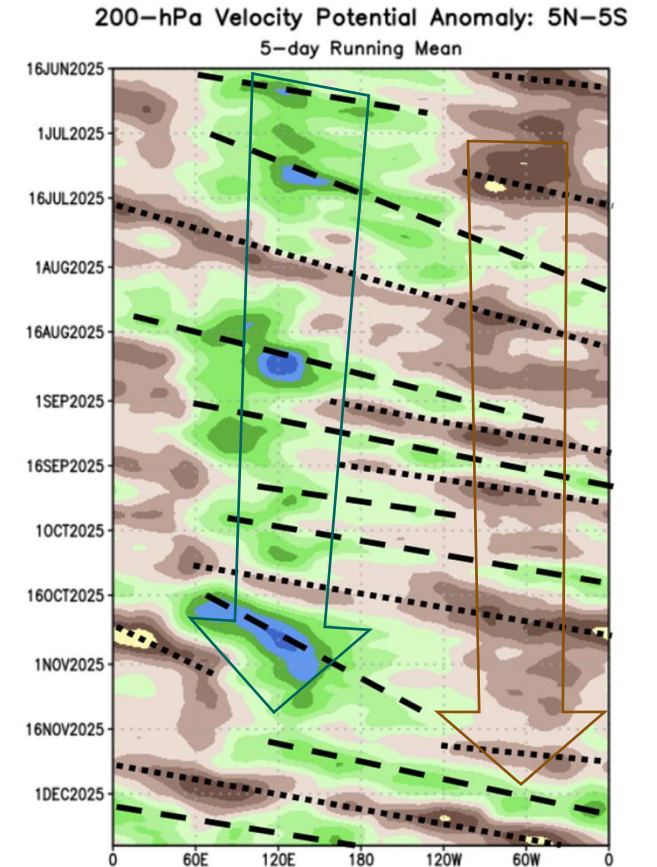 200-hPa Velocity Potential Anomaly: 5N-5S
5-day Running Mean
16JUN2025
1JUL2025
16JUL2025
1AUG2025
16AUG2025
1SEP2025
16SEP2025
1OCT2025
16OCT2025
1NOV2025
16NOV2025
1DEC2025
0 60E 120E 180 120W 60W 0